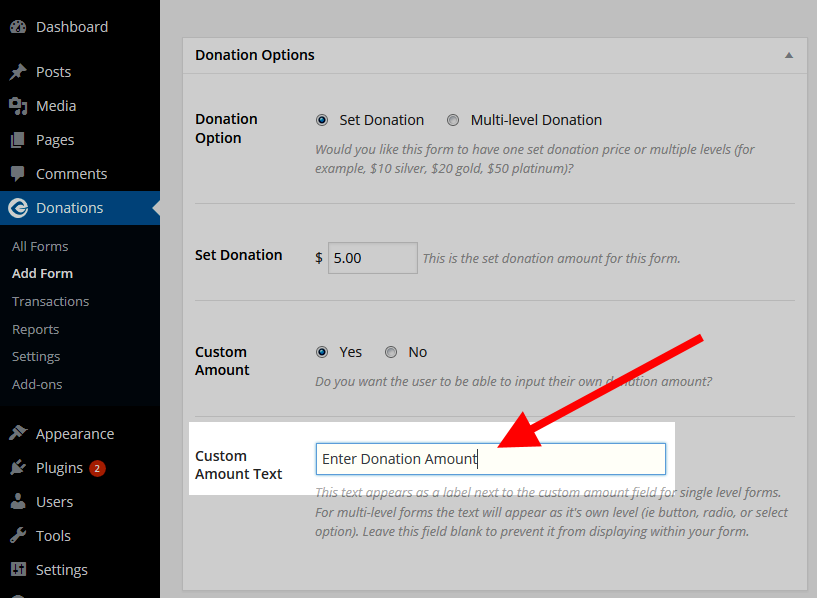 Dashboard
Posts
Media
Pages
Comments
Donations
All Forms
Add Form
Transactions
Reports
Settings
Add-ons
Appearance
Plugins 2
Users
Tools
Settings
Donation Options
Donation
Option
Set Donation Multi-level Donation
Would you like this form to have one set donation price or multiple levels (for
example, $10 silver, $20 gold, $50 platinum)?
Set Donation
$ 5.00 This is the set donation amount for this form.
Custom
Amount
Yes No
Do you want the user to be able to input their own donation amount?
Custom
Amount Text
Enter Donation Amount
This text appears as a label next to the custom amount field for single level forms.
For multi-level forms the text will appear as it's own level (ie button, radio, or select
option). Leave this field blank to prevent it from displaying within your form.